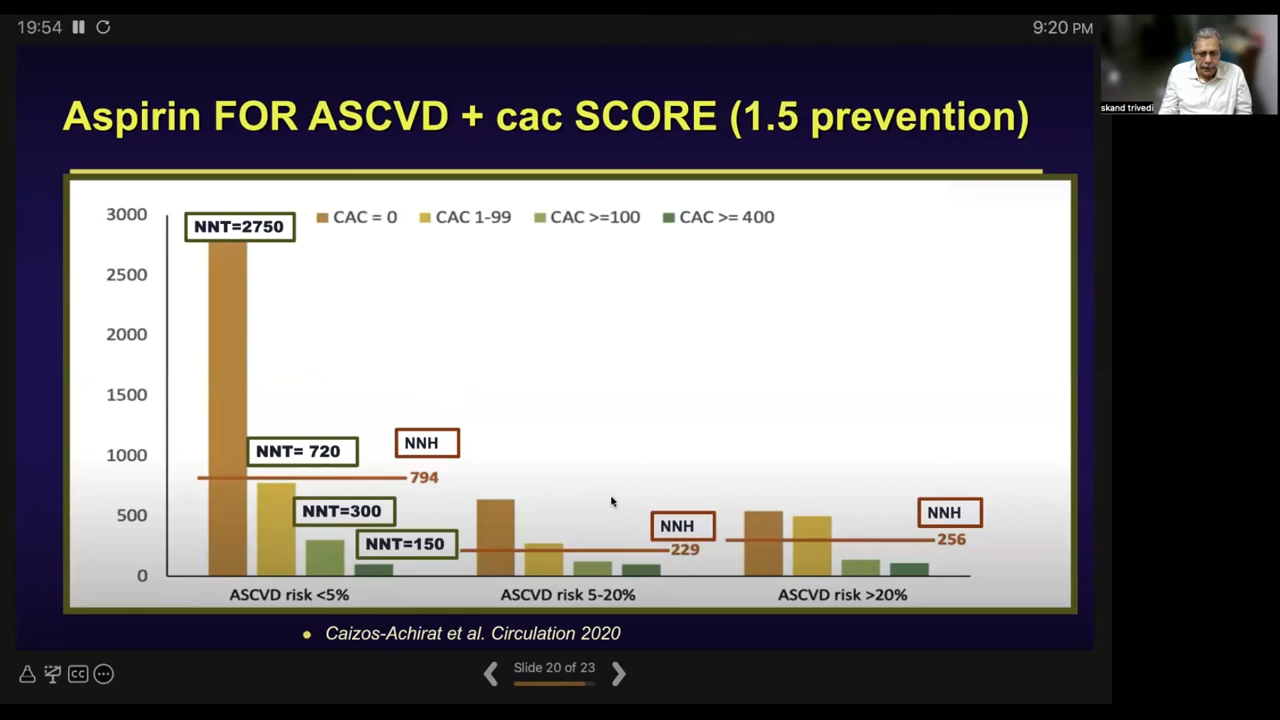 19:54
9:20 PM
skand trivedi
Aspirin FOR ASCVD + cac SCORE (1.5 prevention)
3000
2500
2000
1500
1000
500
0
CAC = 0
CAC 1-99
CAC >=100
CAC >= 400
NNT=2750
NNT= 720
NNT=300
NNT=150
NNH
794
NNH
229
NNH
256
ASCVD risk <5%
ASCVD risk 5-20%
ASCVD risk >20%
Caizos-Achirat et al. Circulation 2020
CC
Slide 20 of 23